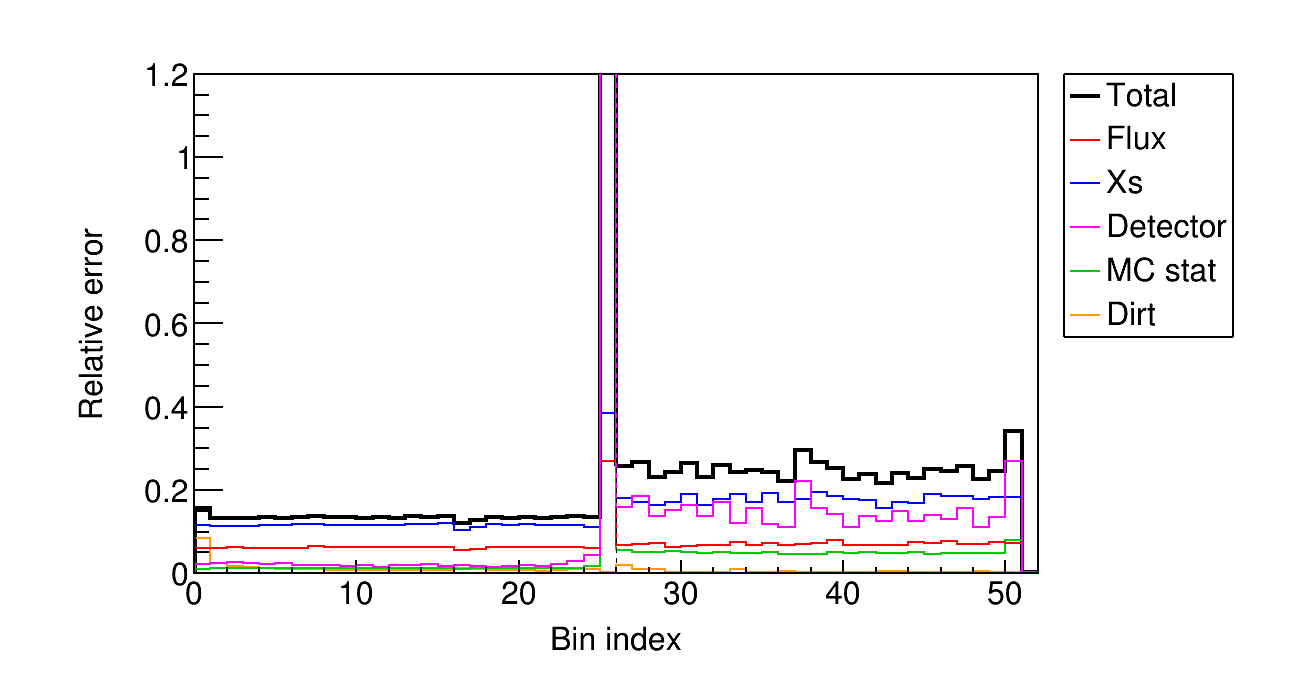 1.2
1
0.8
0.6
0.4
0.2
0
Relative error
0 10 20 30 40 50
Bin index
Total
Flux
Xs
Detector
MC stat
Dirt